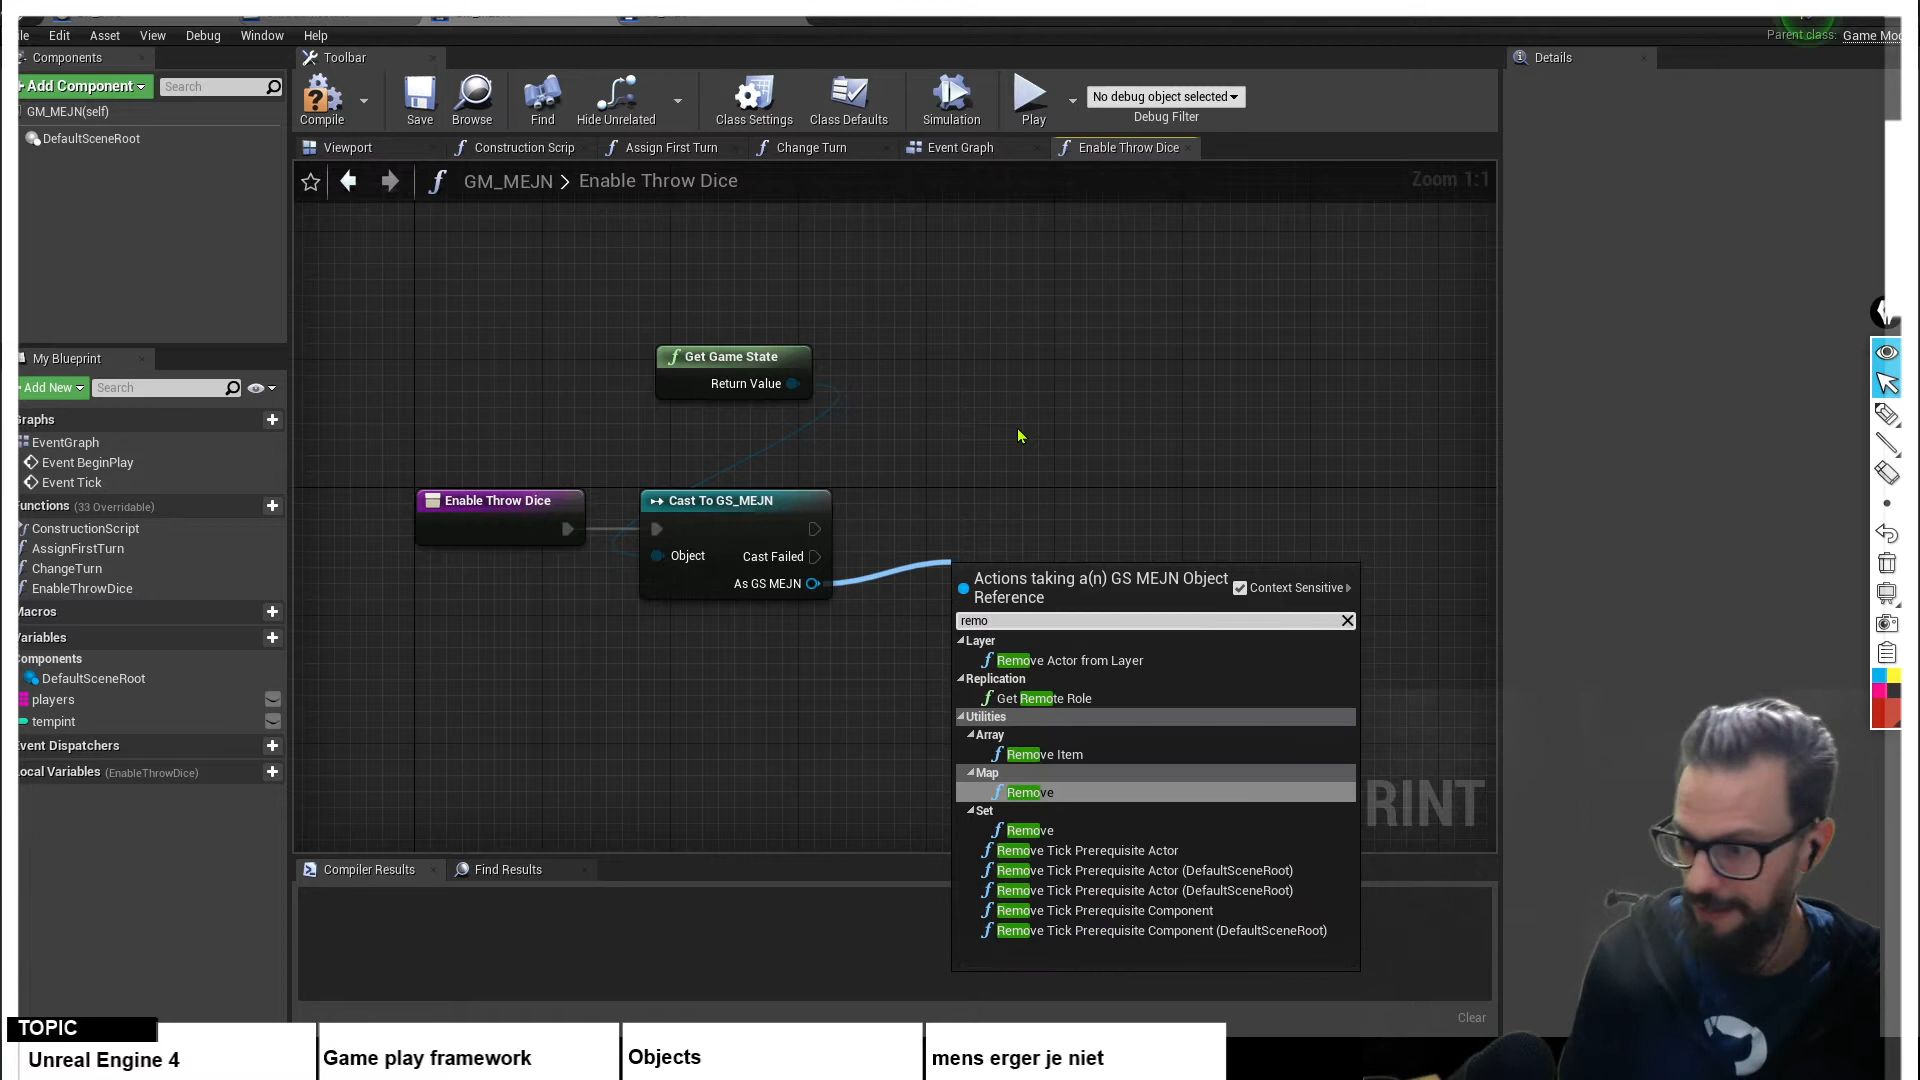 Edit Asset View Debug Window Help
Parent class: Game Mo
Components
Toolbar
Details
Add Component
Search
GM_MEJN(self)
DefaultSceneRoot
Compile
Save
Browse
Find
Hide Unrelated
Class Settings
Class Defaults
Simulation
Play
No debug object selected
Debug Filter
Viewport
Construction Scrip
Assign First Turn
Change Turn
Event Graph
Enable Throw Dice
GM_MEJN > Enable Throw Dice
Zoom 1:1
My Blueprint
Add New
Search
Graphs
EventGraph
Event BeginPlay
Event Tick
Functions (33 Overridable)
ConstructionScript
AssignFirstTurn
ChangeTurn
EnableThrowDice
Macros
Variables
Components
DefaultSceneRoot
players
tempint
Event Dispatchers
Local Variables (EnableThrowDice)
Get Game State
Return Value
Enable Throw Dice
Cast To GS_MEJN
Object
Cast Failed
As GS MEJN
Actions taking a(n) GS MEJN Object
Reference
Context Sensitive
remo
Layer
Remove Actor from Layer
Replication
Get Remote Role
Utilities
Array
Remove Item
Map
Remove
Set
Remove
Remove Tick Prerequisite Actor
Remove Tick Prerequisite Actor (DefaultSceneRoot)
Remove Tick Prerequisite Actor (DefaultSceneRoot)
Remove Tick Prerequisite Component
Remove Tick Prerequisite Component (DefaultSceneRoot)
RINT
Compiler Results
Find Results
Clear
TOPIC
Unreal Engine 4
Game play framework
Objects
mens erger je niet